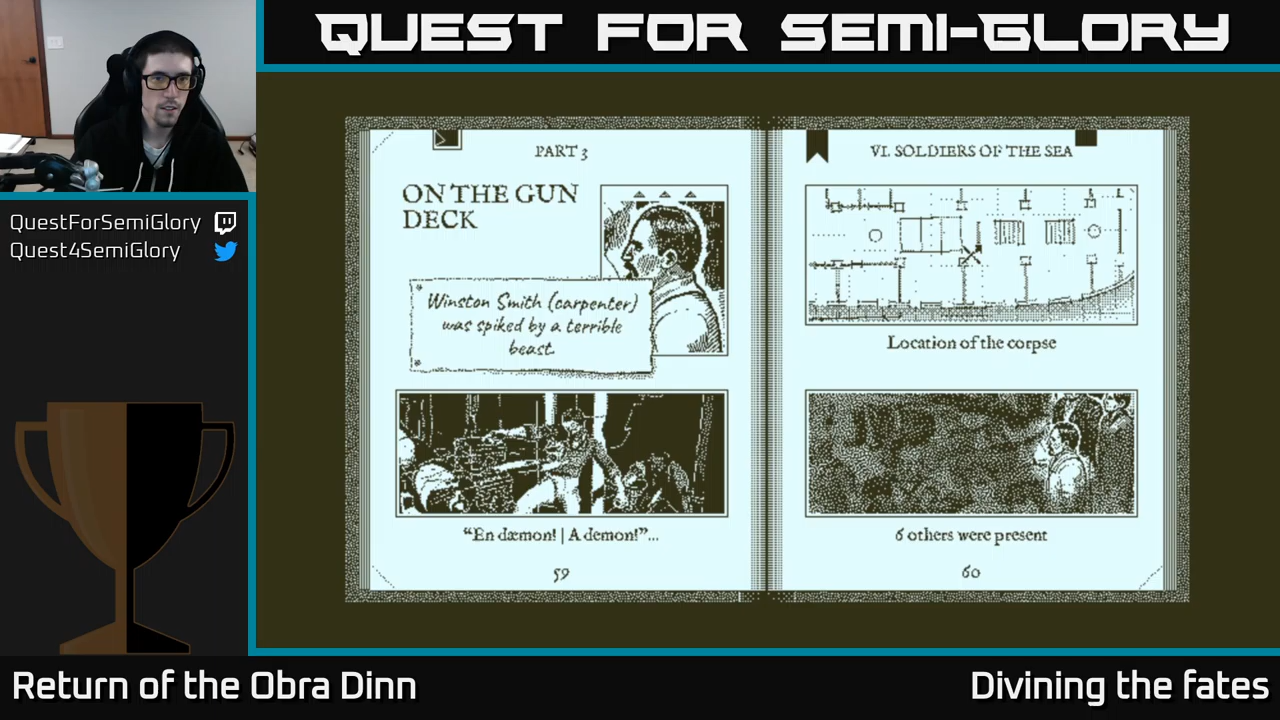 QUEST FOR SEMI-GLORY
QuestForSemiGlory
Quest4SemiGlory
PART 3
ON THE GUN
DECK
Winston Smith (carpenter)
was spiked by a terrible
beast.
"En dæmon! | A demon!"...
59
VI. SOLDIERS OF THE SEA
Location of the corpse
6 others were present
60
Return of the Obra Dinn
Divining the fates